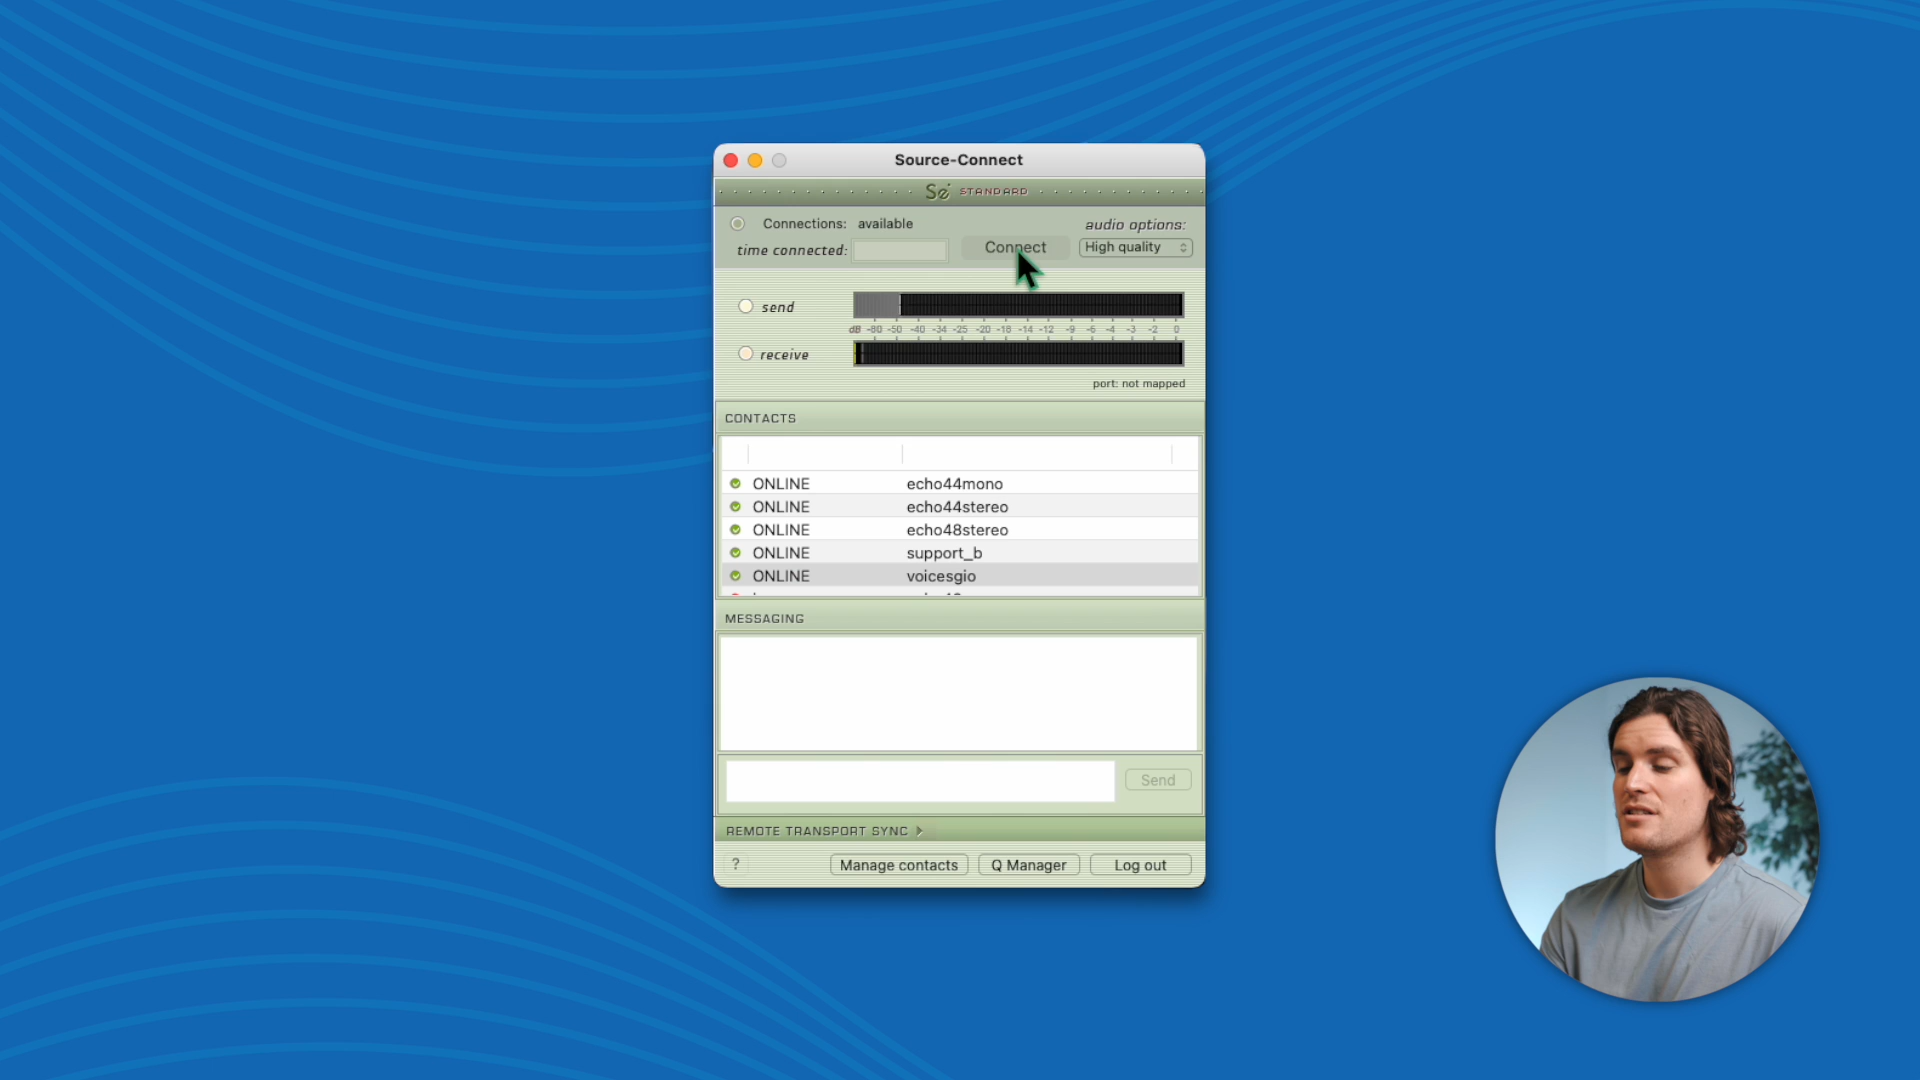 Source-Connect
Se STANDARD
Connections: available
audio options:
time connected:
Connect
High quality
send
dB -80 -50 -40 -34 -25 -20 -18 -14 -12 -9 -6 -4 -3 -2 0
receive
port: not mapped
CONTACTS
ONLINE echo44mono
ONLINE echo44stereo
ONLINE echo48stereo
ONLINE support_b
ONLINE voicesgio
MESSAGING
Send
REMOTE TRANSPORT SYNC
? Manage contacts Q Manager Log out